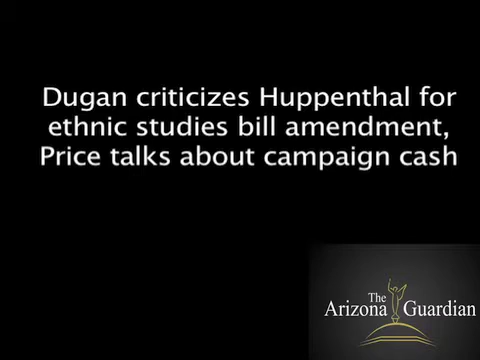 Dugan criticizes Huppenthal for
ethnic studies bill amendment,
Price talks about campaign cash
The
Arizona Guardian